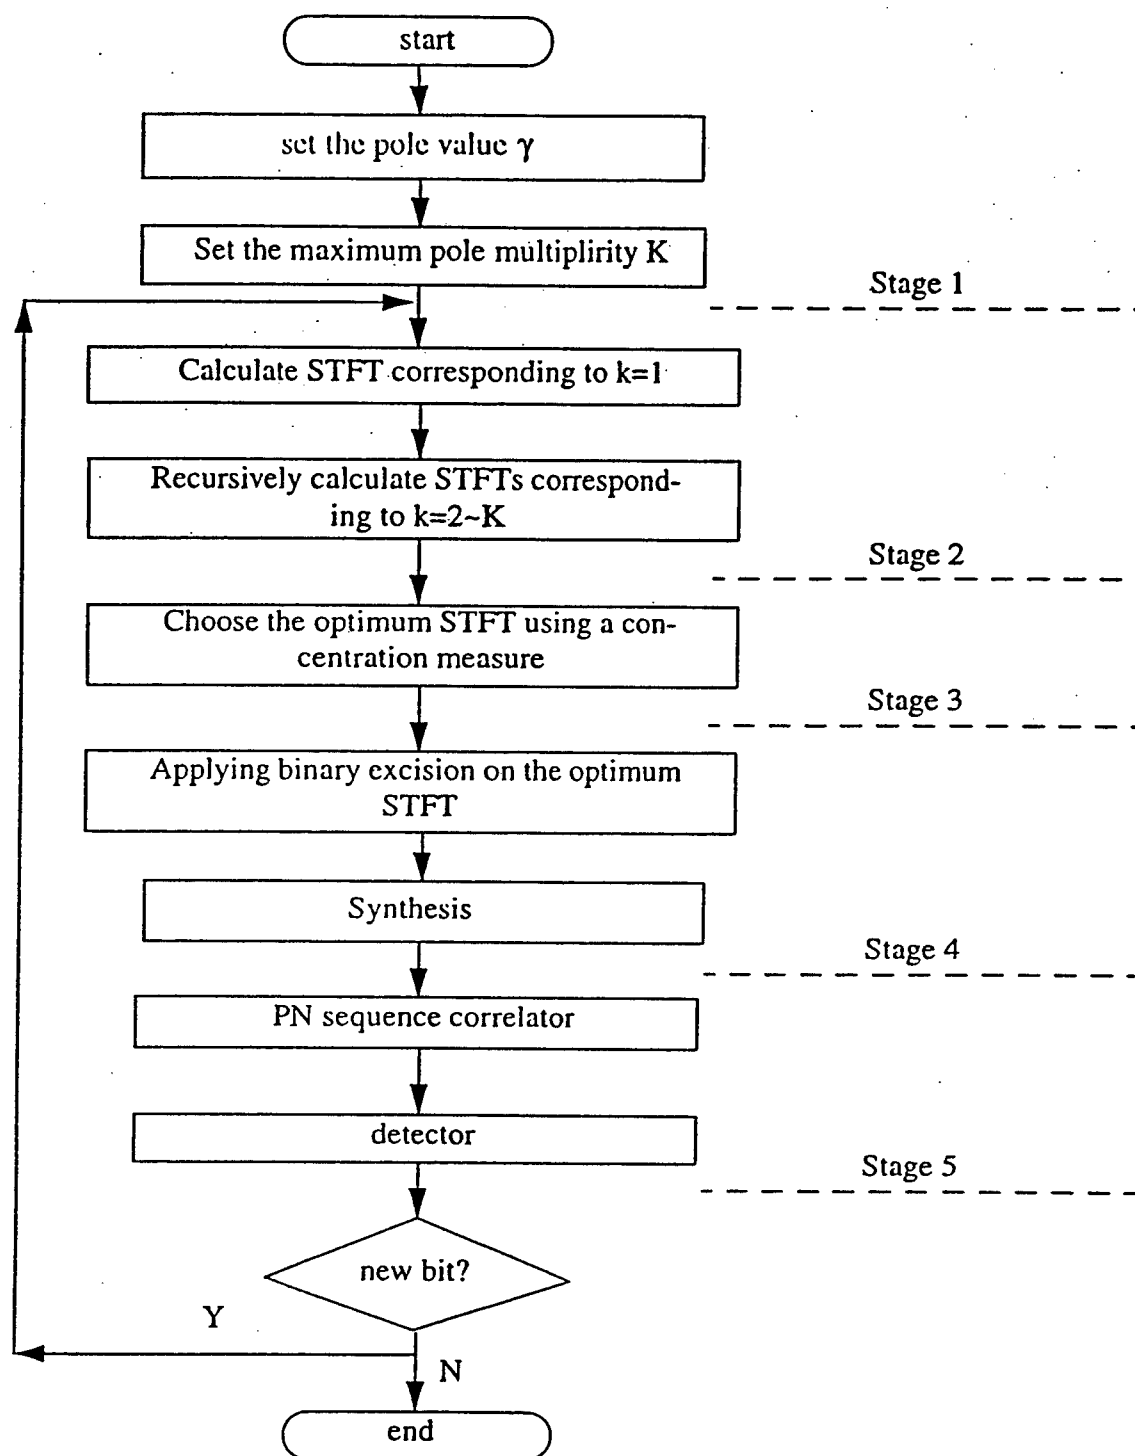 start
set the pole value γ
Set the maximum pole multiplirity K
Stage 1
Calculate STFT corresponding to k=1
Recursively calculate STFTs correspond-
ing to k=2~K
Stage 2
Choose the optimum STFT using a con-
centration measure
Stage 3
Applying binary excision on the optimum
STFT
Synthesis
Stage 4
PN sequence correlator
detector
Stage 5
new bit?
Y
N
end